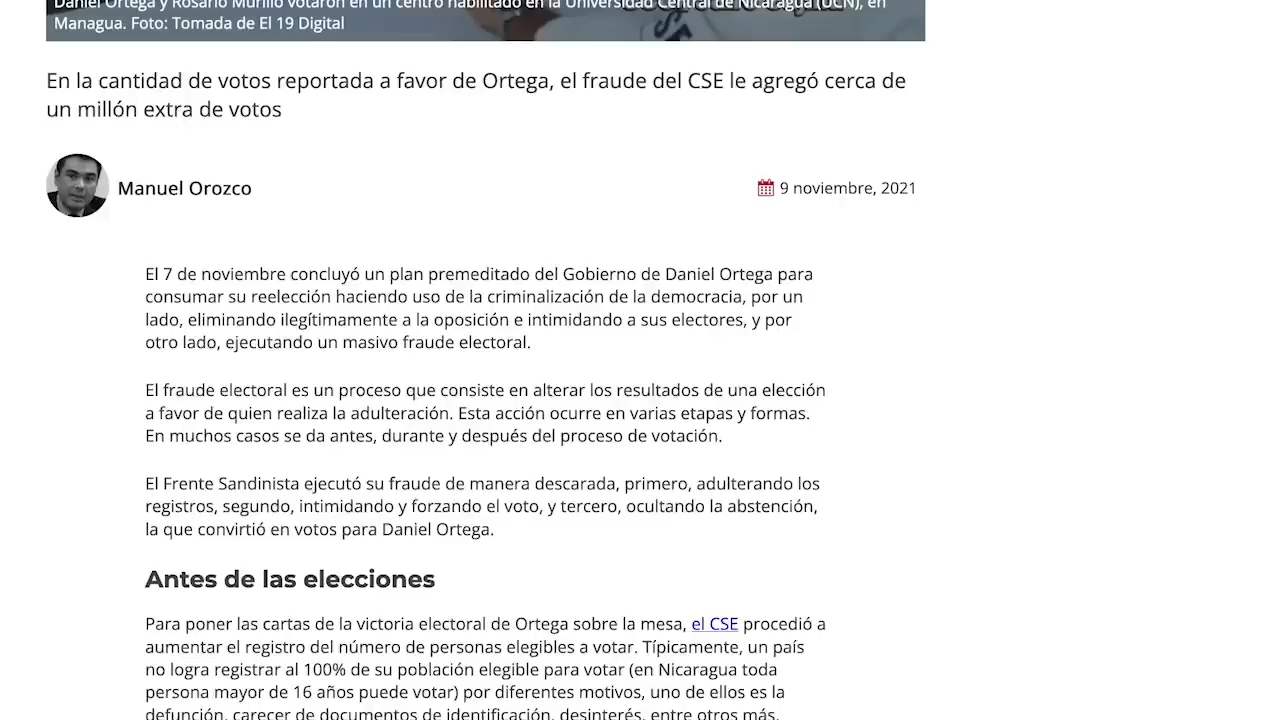 Daniel Ortega y Rosario Murillo votaron en un centro habilitado en la Universidad Central de Nicaragua (UCN), en
Managua. Foto: Tomada de El 19 Digital
En la cantidad de votos reportada a favor de Ortega, el fraude del CSE le agregó cerca de
un millón extra de votos
Manuel Orozco
9 noviembre, 2021
El 7 de noviembre concluyó un plan premeditado del Gobierno de Daniel Ortega para
consumar su reelección haciendo uso de la criminalización de la democracia, por un
lado, eliminando ilegítimamente a la oposición e intimidando a sus electores, y por
otro lado, ejecutando un masivo fraude electoral.
El fraude electoral es un proceso que consiste en alterar los resultados de una elección
a favor de quien realiza la adulteración. Esta acción ocurre en varias etapas y formas.
En muchos casos se da antes, durante y después del proceso de votación.
El Frente Sandinista ejecutó su fraude de manera descarada, primero, adulterando los
registros, segundo, intimidando y forzando el voto, y tercero, ocultando la abstención,
la que convirtió en votos para Daniel Ortega.
Antes de las elecciones
Para poner las cartas de la victoria electoral de Ortega sobre la mesa, el CSE procedió a
aumentar el registro del número de personas elegibles a votar. Típicamente, un país
no logra registrar al 100% de su población elegible para votar (en Nicaragua toda
persona mayor de 16 años puede votar) por diferentes motivos, uno de ellos es la
defunción, carecer de documentos de identificación, desinterés, entre otros más.